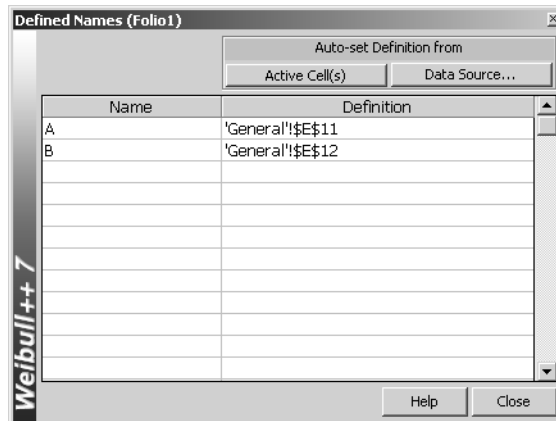 Defined Names (Folio1)
Auto-set Definition from
Active Cell(s) Data Source...
Name Definition
A 'General'!$E$11
B 'General'!$E$12
Weibull++ 7
Help Close